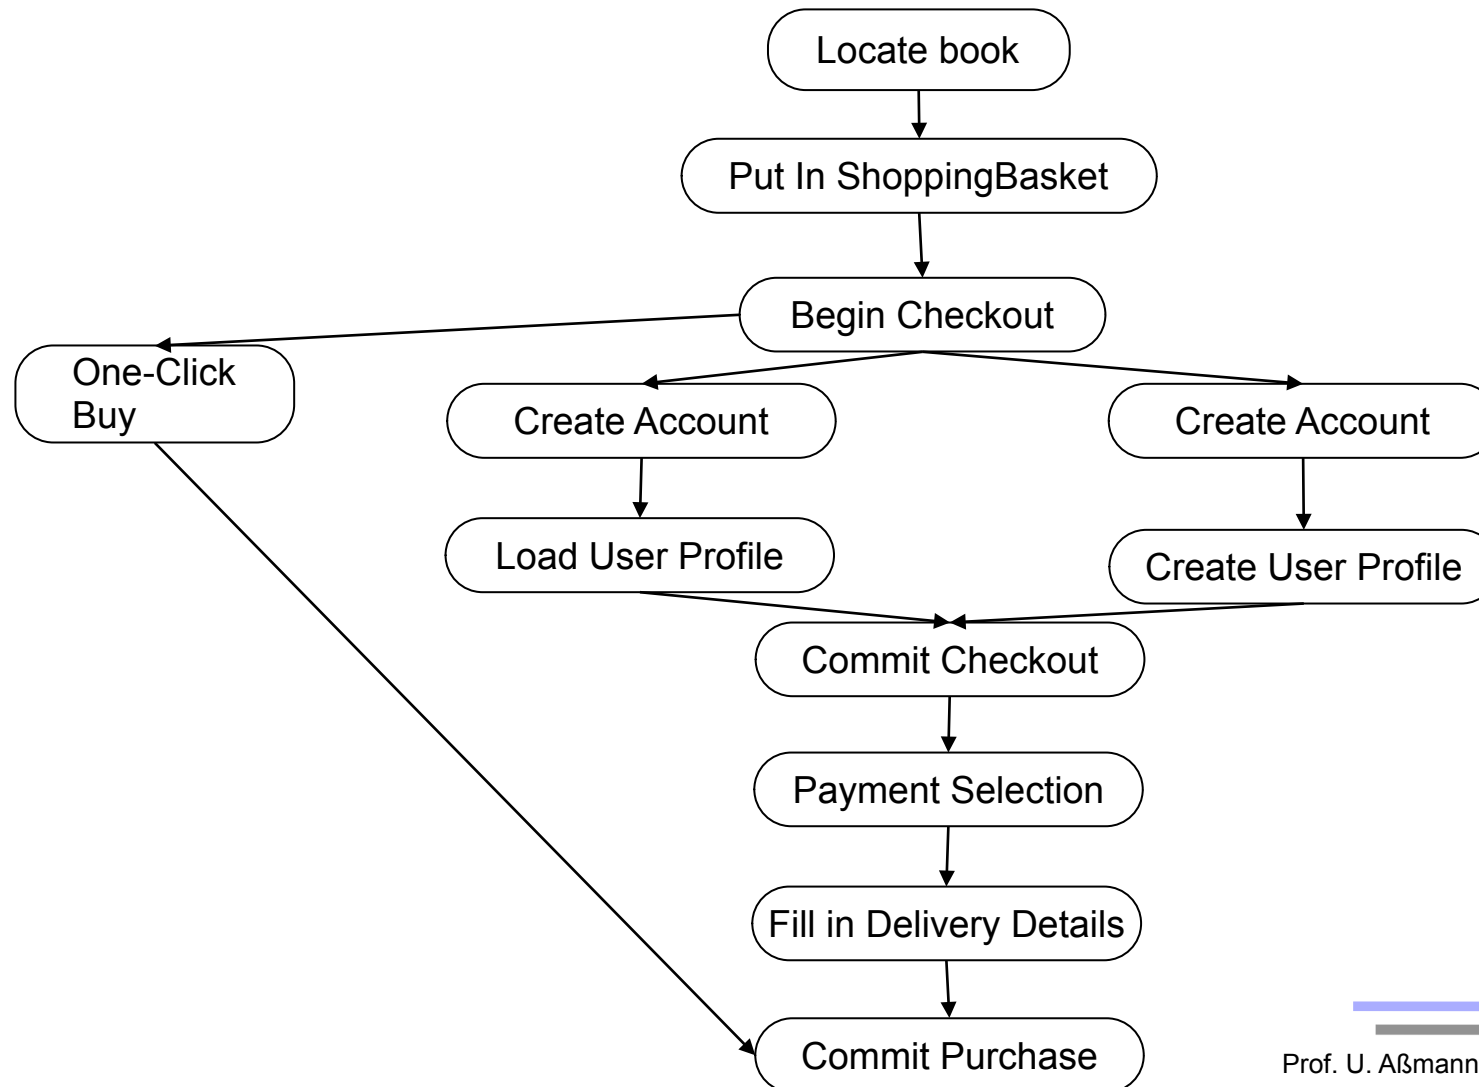 Locate book
Put In ShoppingBasket
Begin Checkout
One-Click
Buy
Create Account
Create Account
Load User Profile
Create User Profile
Commit Checkout
Payment Selection
Fill in Delivery Details
Commit Purchase
Prof. U. Aßmann